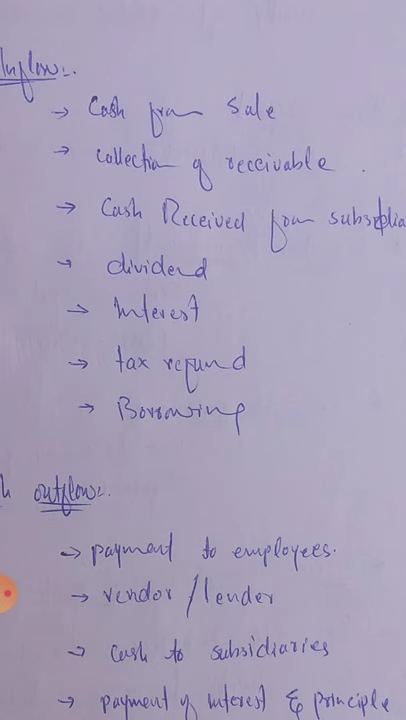 Inflow:-
→ Cash from Sale
→ collection of receivable.
→ Cash Received from subsidia
→ dividend
→ Interest
→ tax refund
→ Borrowing
h outflow:-
→ payment to employees.
→ vendor/lender
→ cash to subsidiaries
→ payment of interest & principle